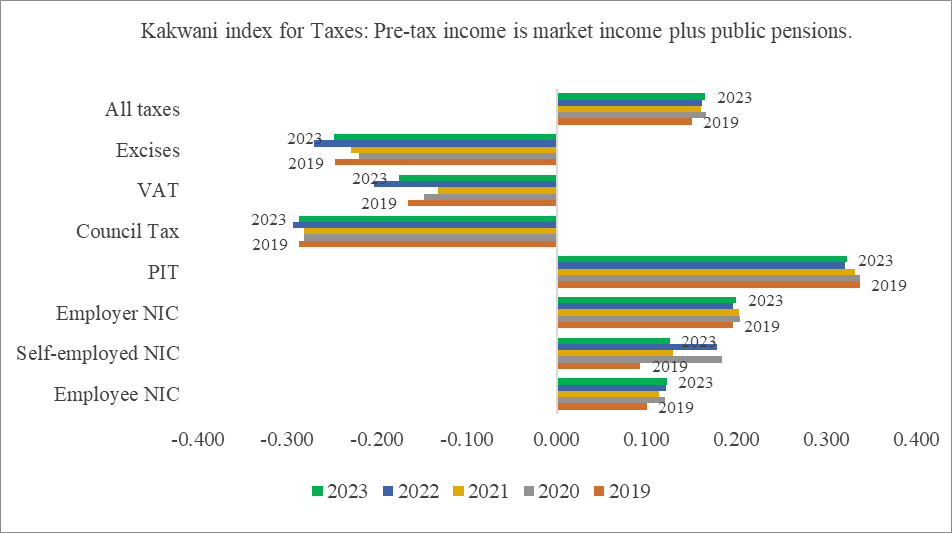 Kakwani index for Taxes: Pre-tax income is market income plus public pensions.
All taxes
2023
2019
Excises
2023
2019
VAT
2023
2019
Council Tax
2023
2019
PIT
2023
2019
Employer NIC
2023
2019
Self-employed NIC
2023
2019
Employee NIC
2023
2019
-0.400 -0.300 -0.200 -0.100 0.000 0.100 0.200 0.300 0.400
2023 2022 2021 2020 2019